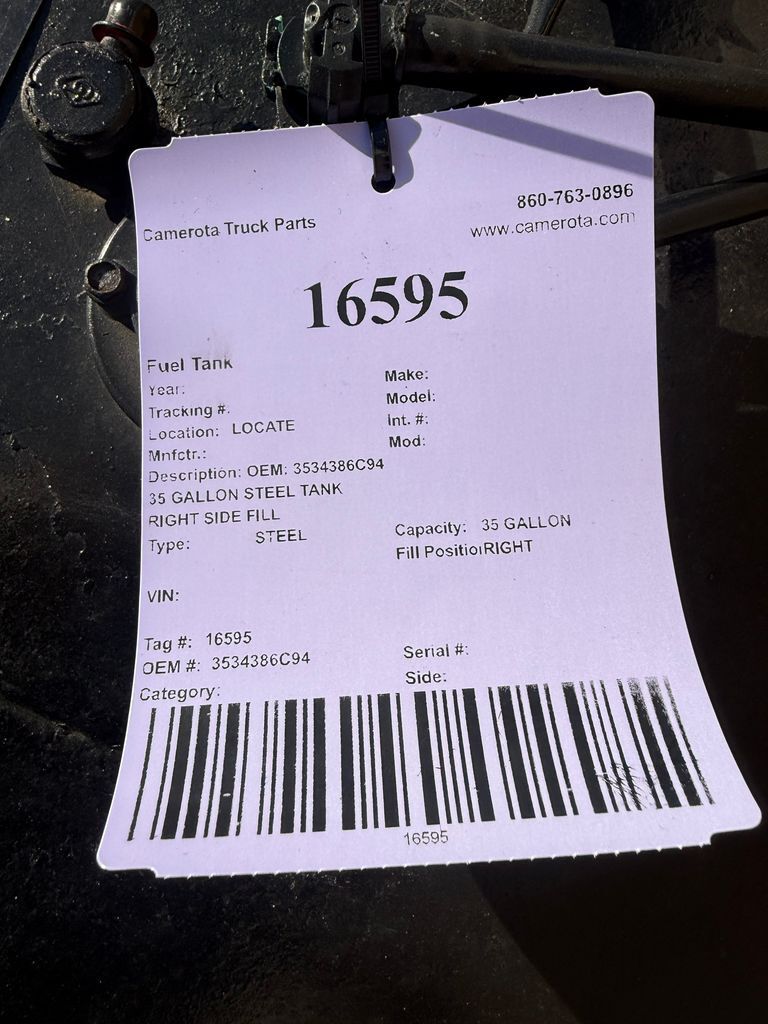 860-763-0896
Camerota Truck Parts
www.camerota.com
16595
Fuel Tank
Year:
Make:
Tracking #:
Model:
Location: LOCATE
Int. #:
Mnfctr.:
Mod:
Description: OEM: 3534386C94
35 GALLON STEEL TANK
RIGHT SIDE FILL
Type: STEEL
Capacity: 35 GALLON
Fill Position RIGHT
VIN:
Tag #: 16595
Serial #:
OEM #: 3534386C94
Side:
Category:
16595